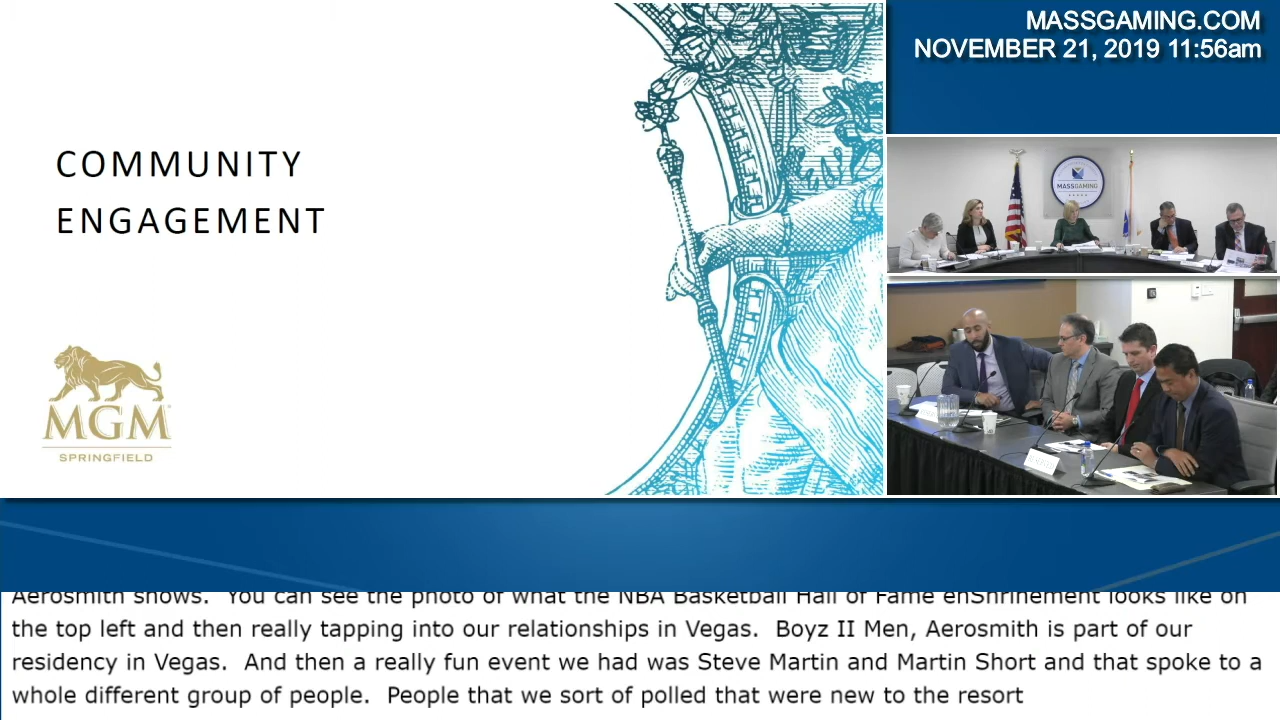 MASSGAMING.COM
NOVEMBER 21, 2019 11:56am
COMMUNITY
ENGAGEMENT
MGM
SPRINGFIELD
MASSGAMING
Aerosmith shows. You can see the photo of what the NBA Basketball Hall of Fame enShrinement looks like on
the top left and then really tapping into our relationships in Vegas. Boyz II Men, Aerosmith is part of our
residency in Vegas. And then a really fun event we had was Steve Martin and Martin Short and that spoke to a
whole different group of people. People that we sort of polled that were new to the resort